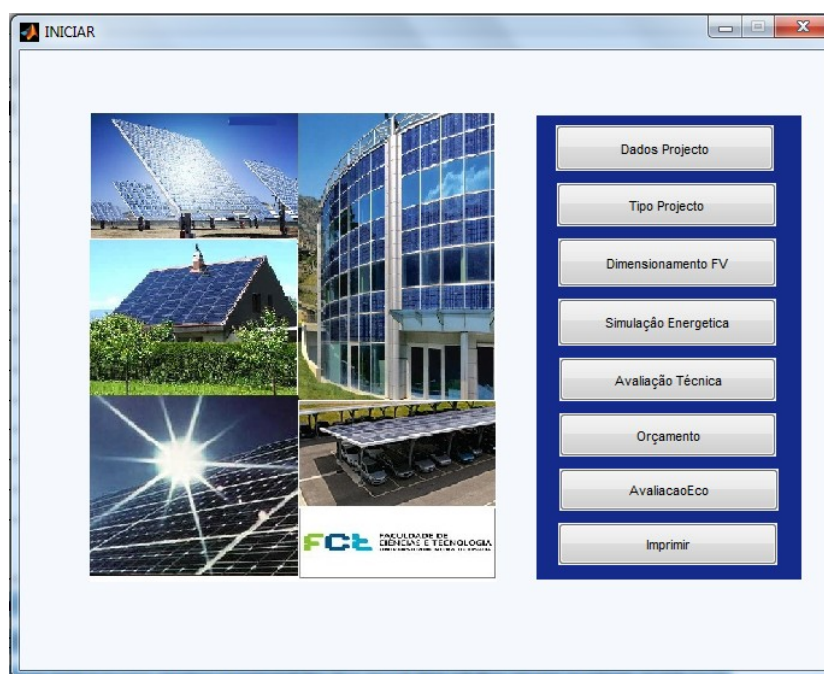 INICIAR
Dados Projecto
Tipo Projecto
Dimensionamento FV
Simulação Energetica
Avaliação Técnica
Orçamento
AvaliacaoEco
Imprimir
FCt
FACULDADE DE
CIÊNCIAS E TECNOLOGIA